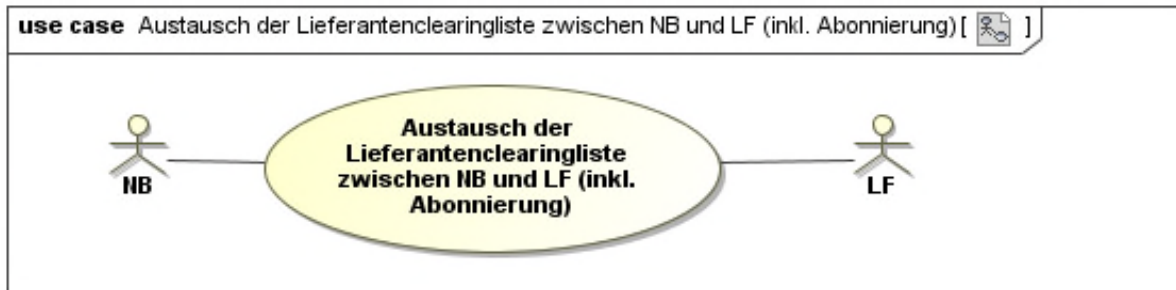 use case Austausch der Lieferantenclearingliste zwischen NB und LF (inkl. Abonnierung)[ ]
Austausch der
Lieferantenclearingliste
zwischen NB und LF (inkl.
Abonnierung)
NB
LF